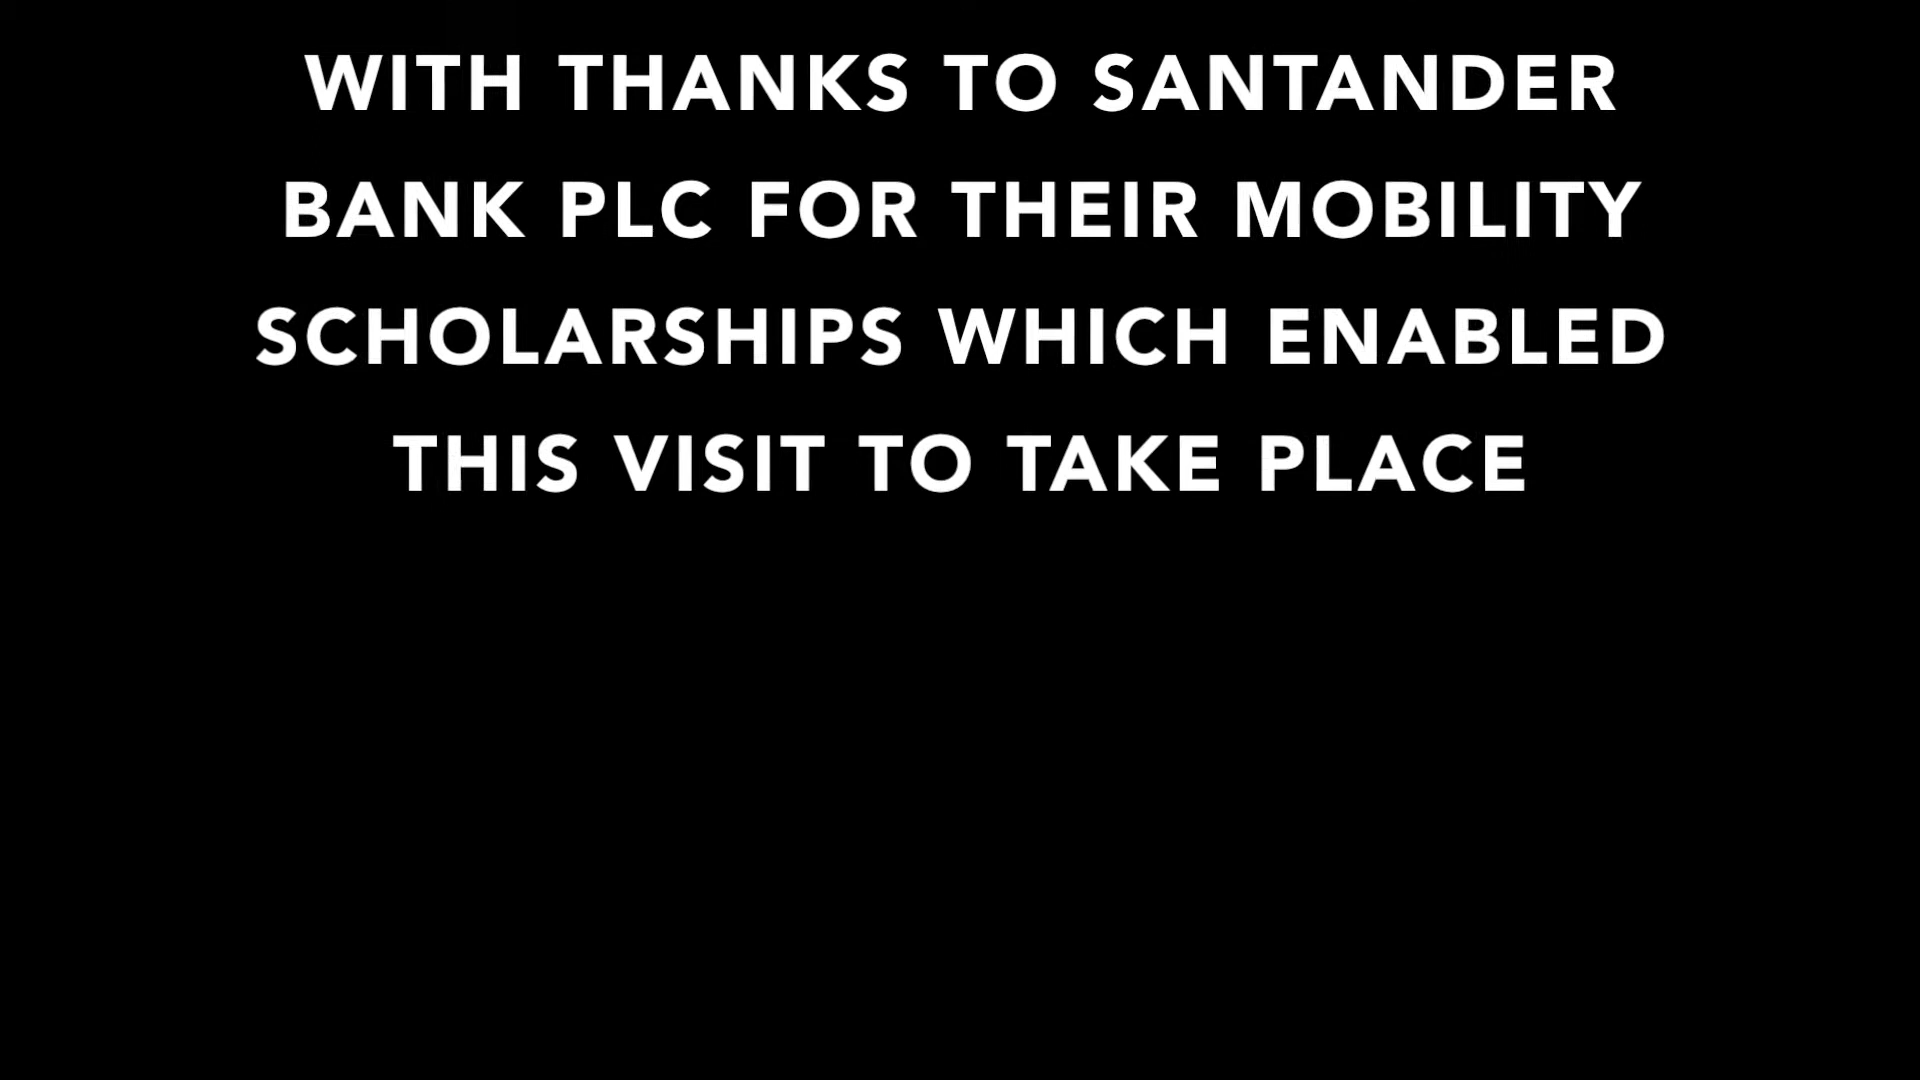 WITH THANKS TO SANTANDER
BANK PLC FOR THEIR MOBILITY
SCHOLARSHIPS WHICH ENABLED
THIS VISIT TO TAKE PLACE